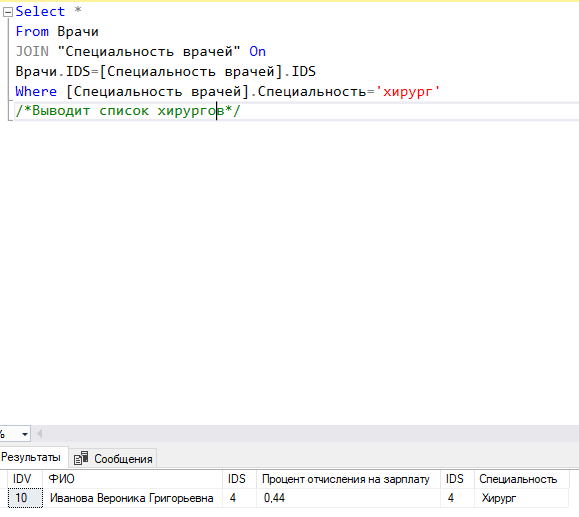 Select *
From Врачи
JOIN "Специальность врачей" On
Врачи.IDS=[Специальность врачей].IDS
Where [Специальность врачей].Специальность='хирург'
/*Выводит список хирургов*/
%
Результаты Сообщения
IDV ФИО IDS Процент отчисления на зарплату IDS Специальность
10 Иванова Вероника Григорьевна 4 0,44 4 Хирург